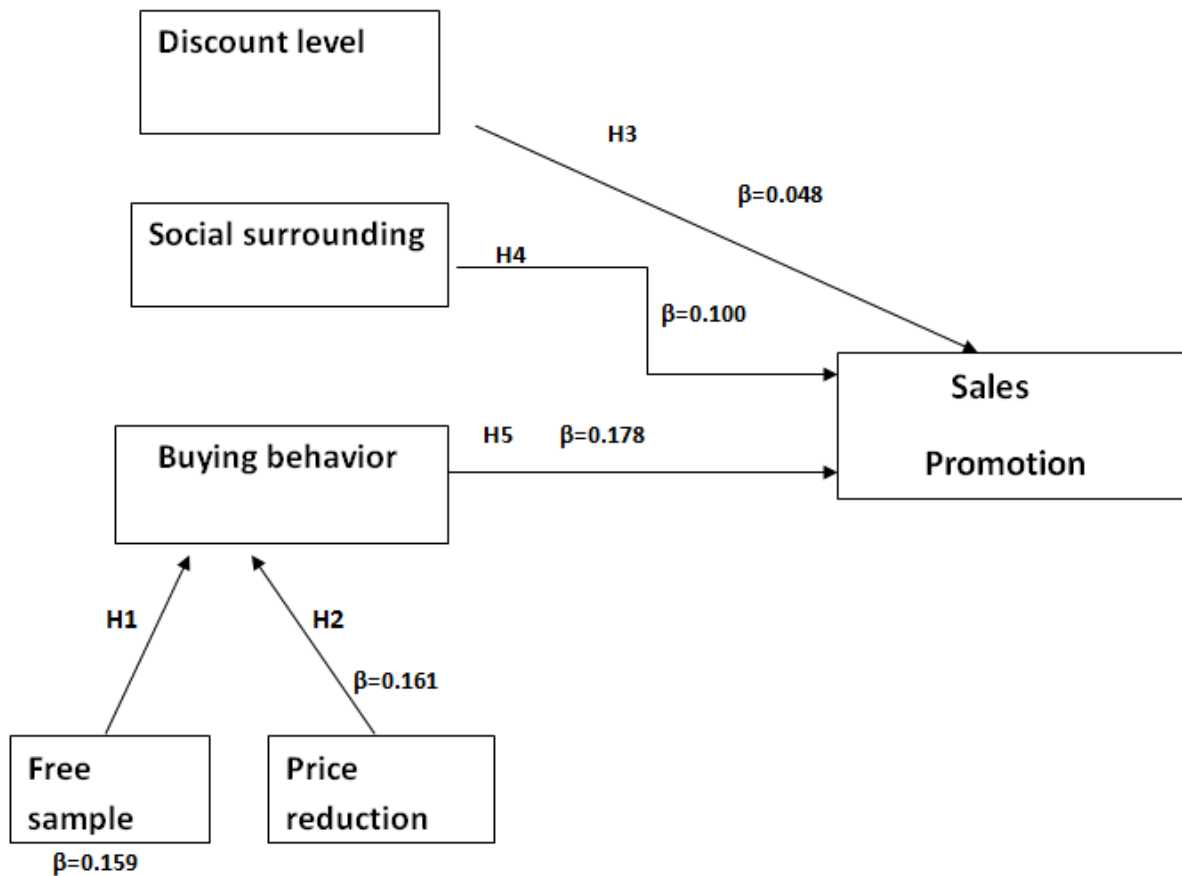 Discount level
H3
β=0.048
Social surrounding
H4
β=0.100
Sales
Promotion
Buying behavior
H5 β=0.178
H1
H2
β=0.161
Free
sample
β=0.159
Price
reduction